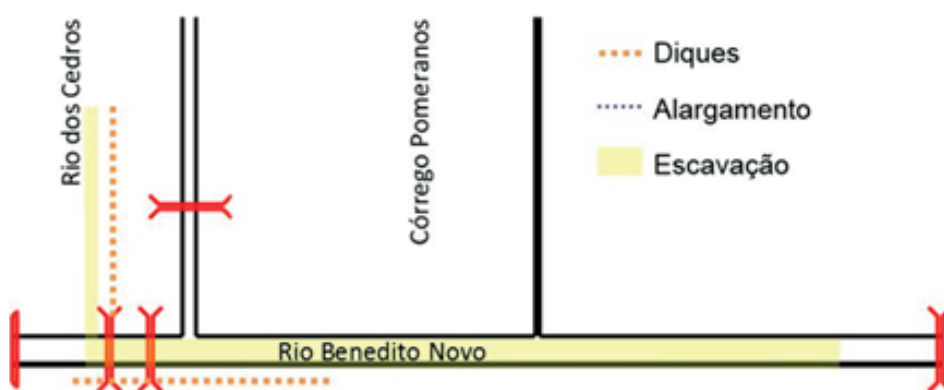 Rio dos Cedros
Córrego Pomeranos
Diques
Alargamento
Escavação
Rio Benedito Novo